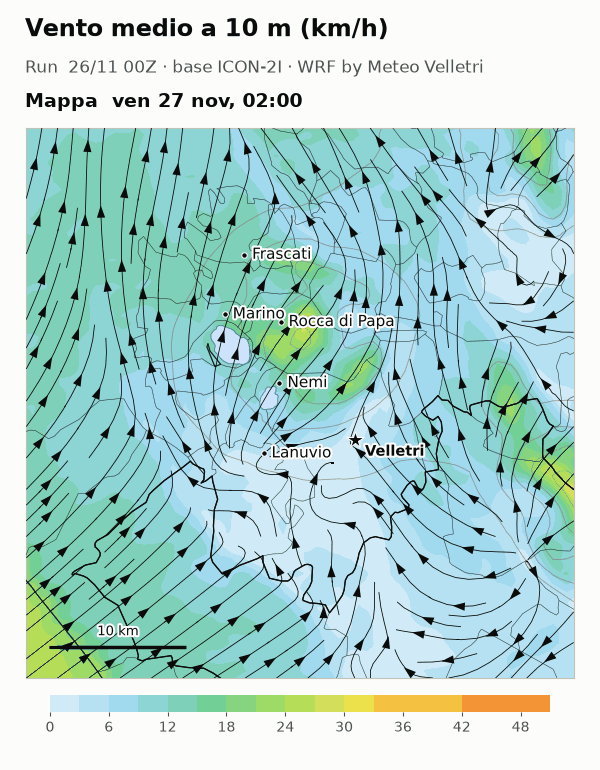 Vento medio a 10 m (km/h)
Run  26/11 00Z · base ICON-2I · WRF by Meteo Velletri
Mappa  ven 27 nov, 02:00
Frascati
Marino
Rocca di Papa
Nemi
Velletri
Lanuvio
10 km
0 6 12 18 24 30 36 42 48